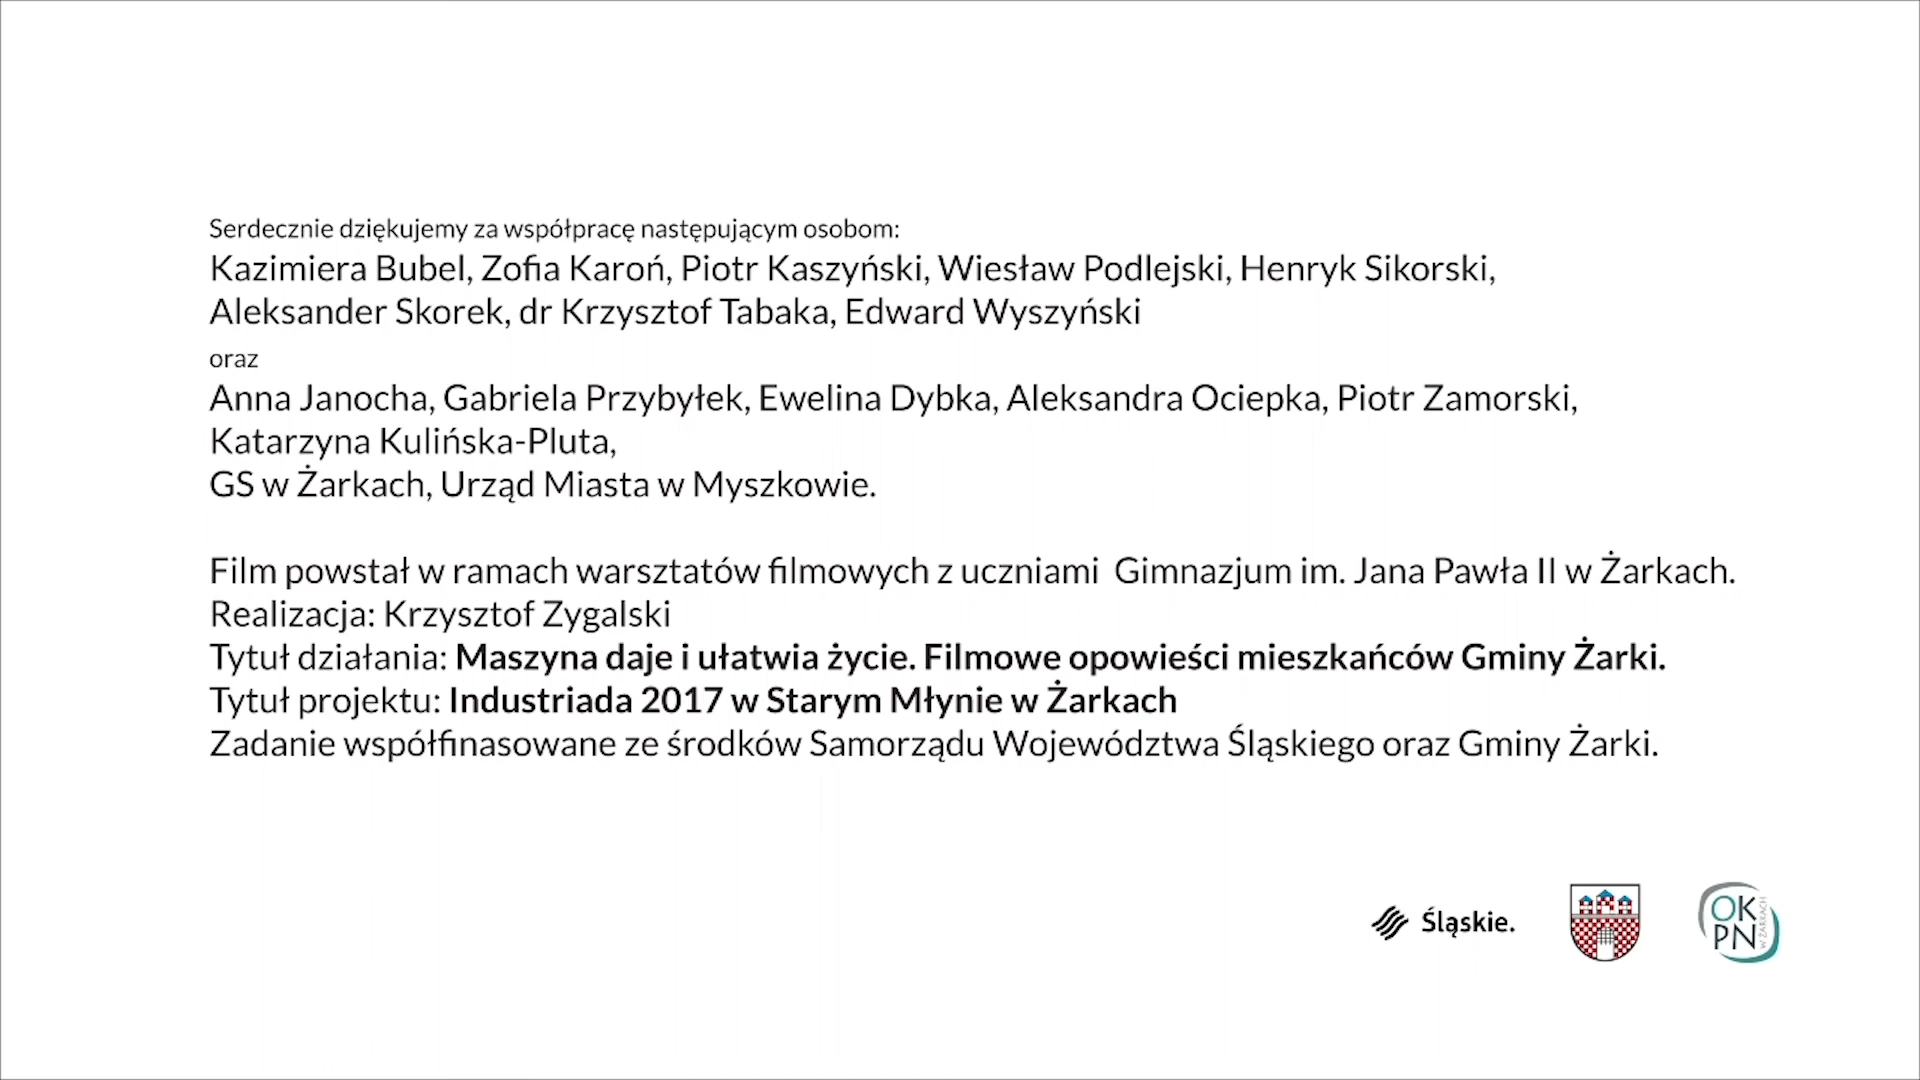 Serdecznie dziękujemy za współpracę następującym osobom:
Kazimiera Bubel, Zofia Karoń, Piotr Kaszyński, Wiesław Podlejski, Henryk Sikorski,
Aleksander Skorek, dr Krzysztof Tabaka, Edward Wyszyński
oraz
Anna Janocha, Gabriela Przybyłek, Ewelina Dybka, Aleksandra Ociepka, Piotr Zamorski,
Katarzyna Kulińska-Pluta,
GS w Żarkach, Urząd Miasta w Myszkowie.
Film powstał w ramach warsztatów filmowych z uczniami Gimnazjum im. Jana Pawła II w Żarkach.
Realizacja: Krzysztof Zygalski
Tytuł działania: Maszyna daje i ułatwia życie. Filmowe opowieści mieszkańców Gminy Żarki.
Tytuł projektu: Industriada 2017 w Starym Młynie w Żarkach
Zadanie współfinasowane ze środków Samorządu Województwa Śląskiego oraz Gminy Żarki.
Śląskie.
OK
PN
W ŻARKACH